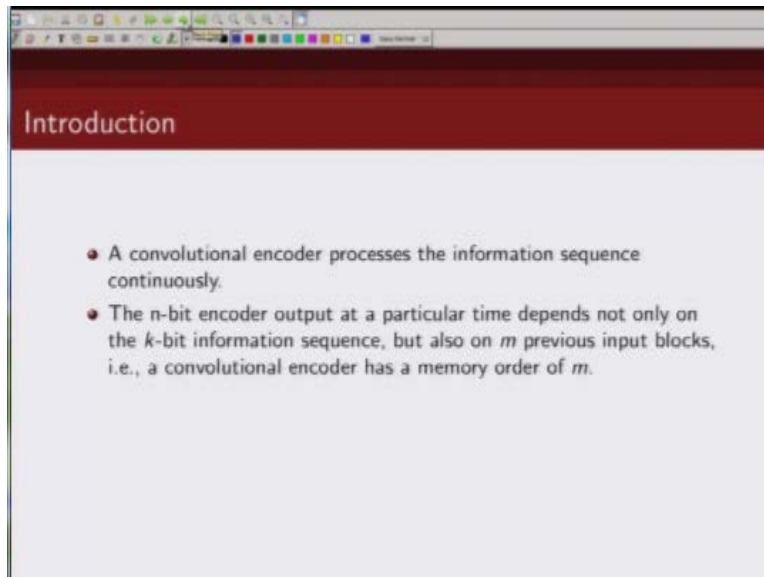 Introduction
A convolutional encoder processes the information sequence
continuously.
The n-bit encoder output at a particular time depends not only on
the k-bit information sequence, but also on m previous input blocks,
i.e., a convolutional encoder has a memory order of m.